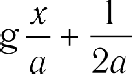 g x/a + 1/2a